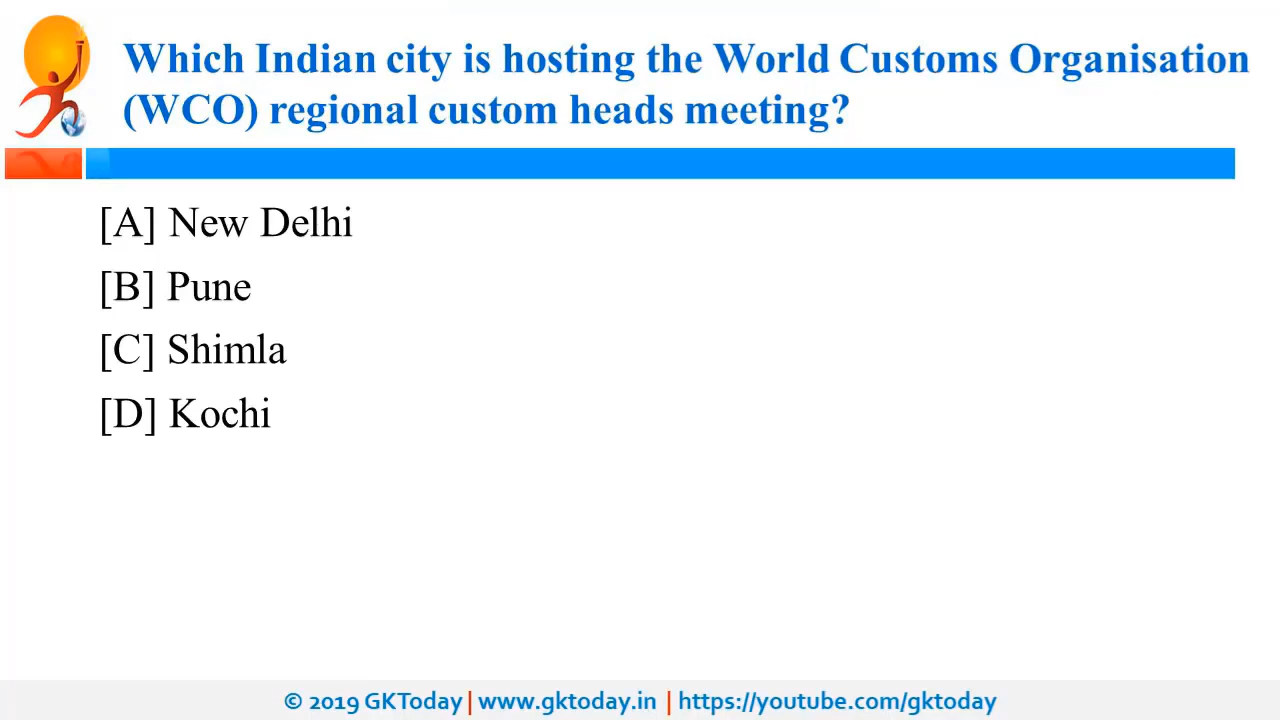 Which Indian city is hosting the World Customs Organisation
(WCO) regional custom heads meeting?
[A] New Delhi
[B] Pune
[C] Shimla
[D] Kochi
© 2019 GKToday | www.gktoday.in | https://youtube.com/gktoday